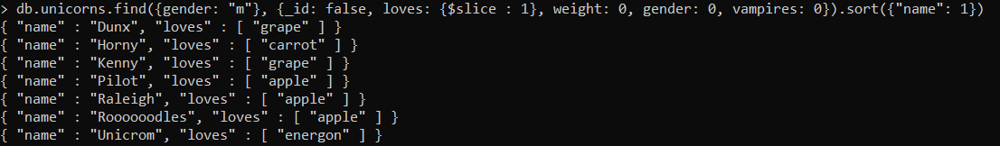 > db.unicorns.find({gender: "m"}, {_id: false, loves: {$slice : 1}, weight: 0, gender: 0, vampires: 0}).sort({"name": 1})
{ "name" : "Dunx", "loves" : [ "grape" ] }
{ "name" : "Horny", "loves" : [ "carrot" ] }
{ "name" : "Kenny", "loves" : [ "grape" ] }
{ "name" : "Pilot", "loves" : [ "apple" ] }
{ "name" : "Raleigh", "loves" : [ "apple" ] }
{ "name" : "Roooooodles", "loves" : [ "apple" ] }
{ "name" : "Unicrom", "loves" : [ "energon" ] }